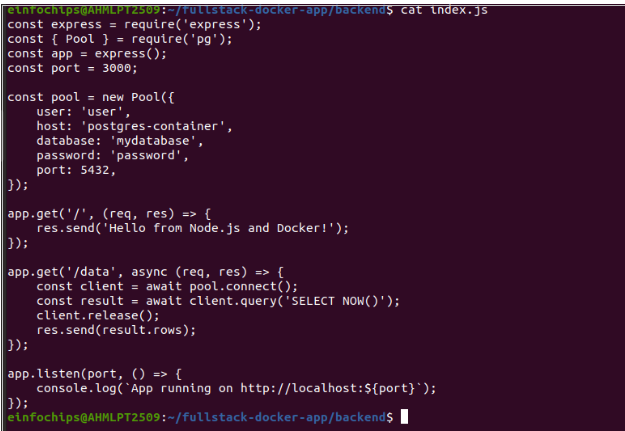 einfochips@AHMLPT2509:~/fullstack-docker-app/backend$ cat index.js
const express = require('express');
const { Pool } = require('pg');
const app = express();
const port = 3000;

const pool = new Pool({
    user: 'user',
    host: 'postgres-container',
    database: 'mydatabase',
    password: 'password',
    port: 5432,
});

app.get('/', (req, res) => {
    res.send('Hello from Node.js and Docker!');
});

app.get('/data', async (req, res) => {
    const client = await pool.connect();
    const result = await client.query('SELECT NOW()');
    client.release();
    res.send(result.rows);
});

app.listen(port, () => {
    console.log(`App running on http://localhost:${port}`);
});
einfochips@AHMLPT2509:~/fullstack-docker-app/backend$